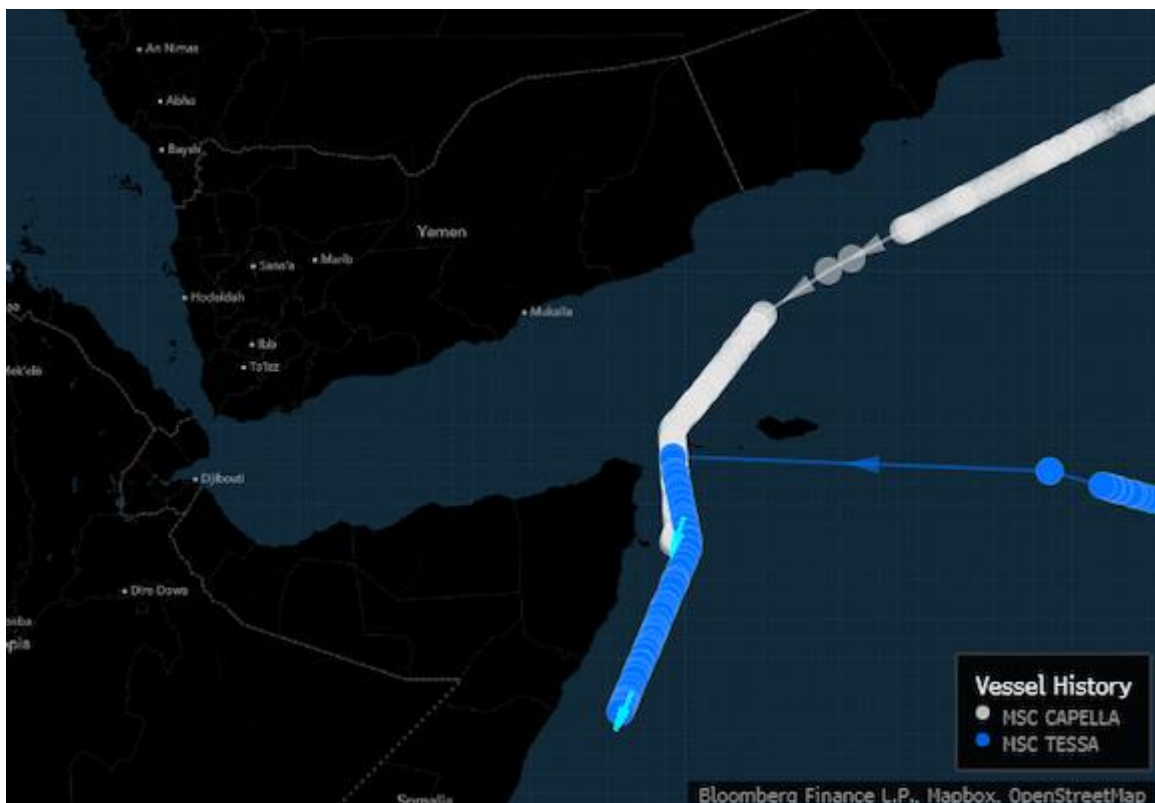 An Nimas
Abha
Baysh
Yemen
Sana'a
Marib
Hodeidah
Mukalla
Ibb
Ta'izz
Djibouti
Dire Dawa
Vessel History
MSC CAPELLA
MSC TESSA
Somalia
Bloomberg Finance L.P., Mapbox, OpenStreetMap